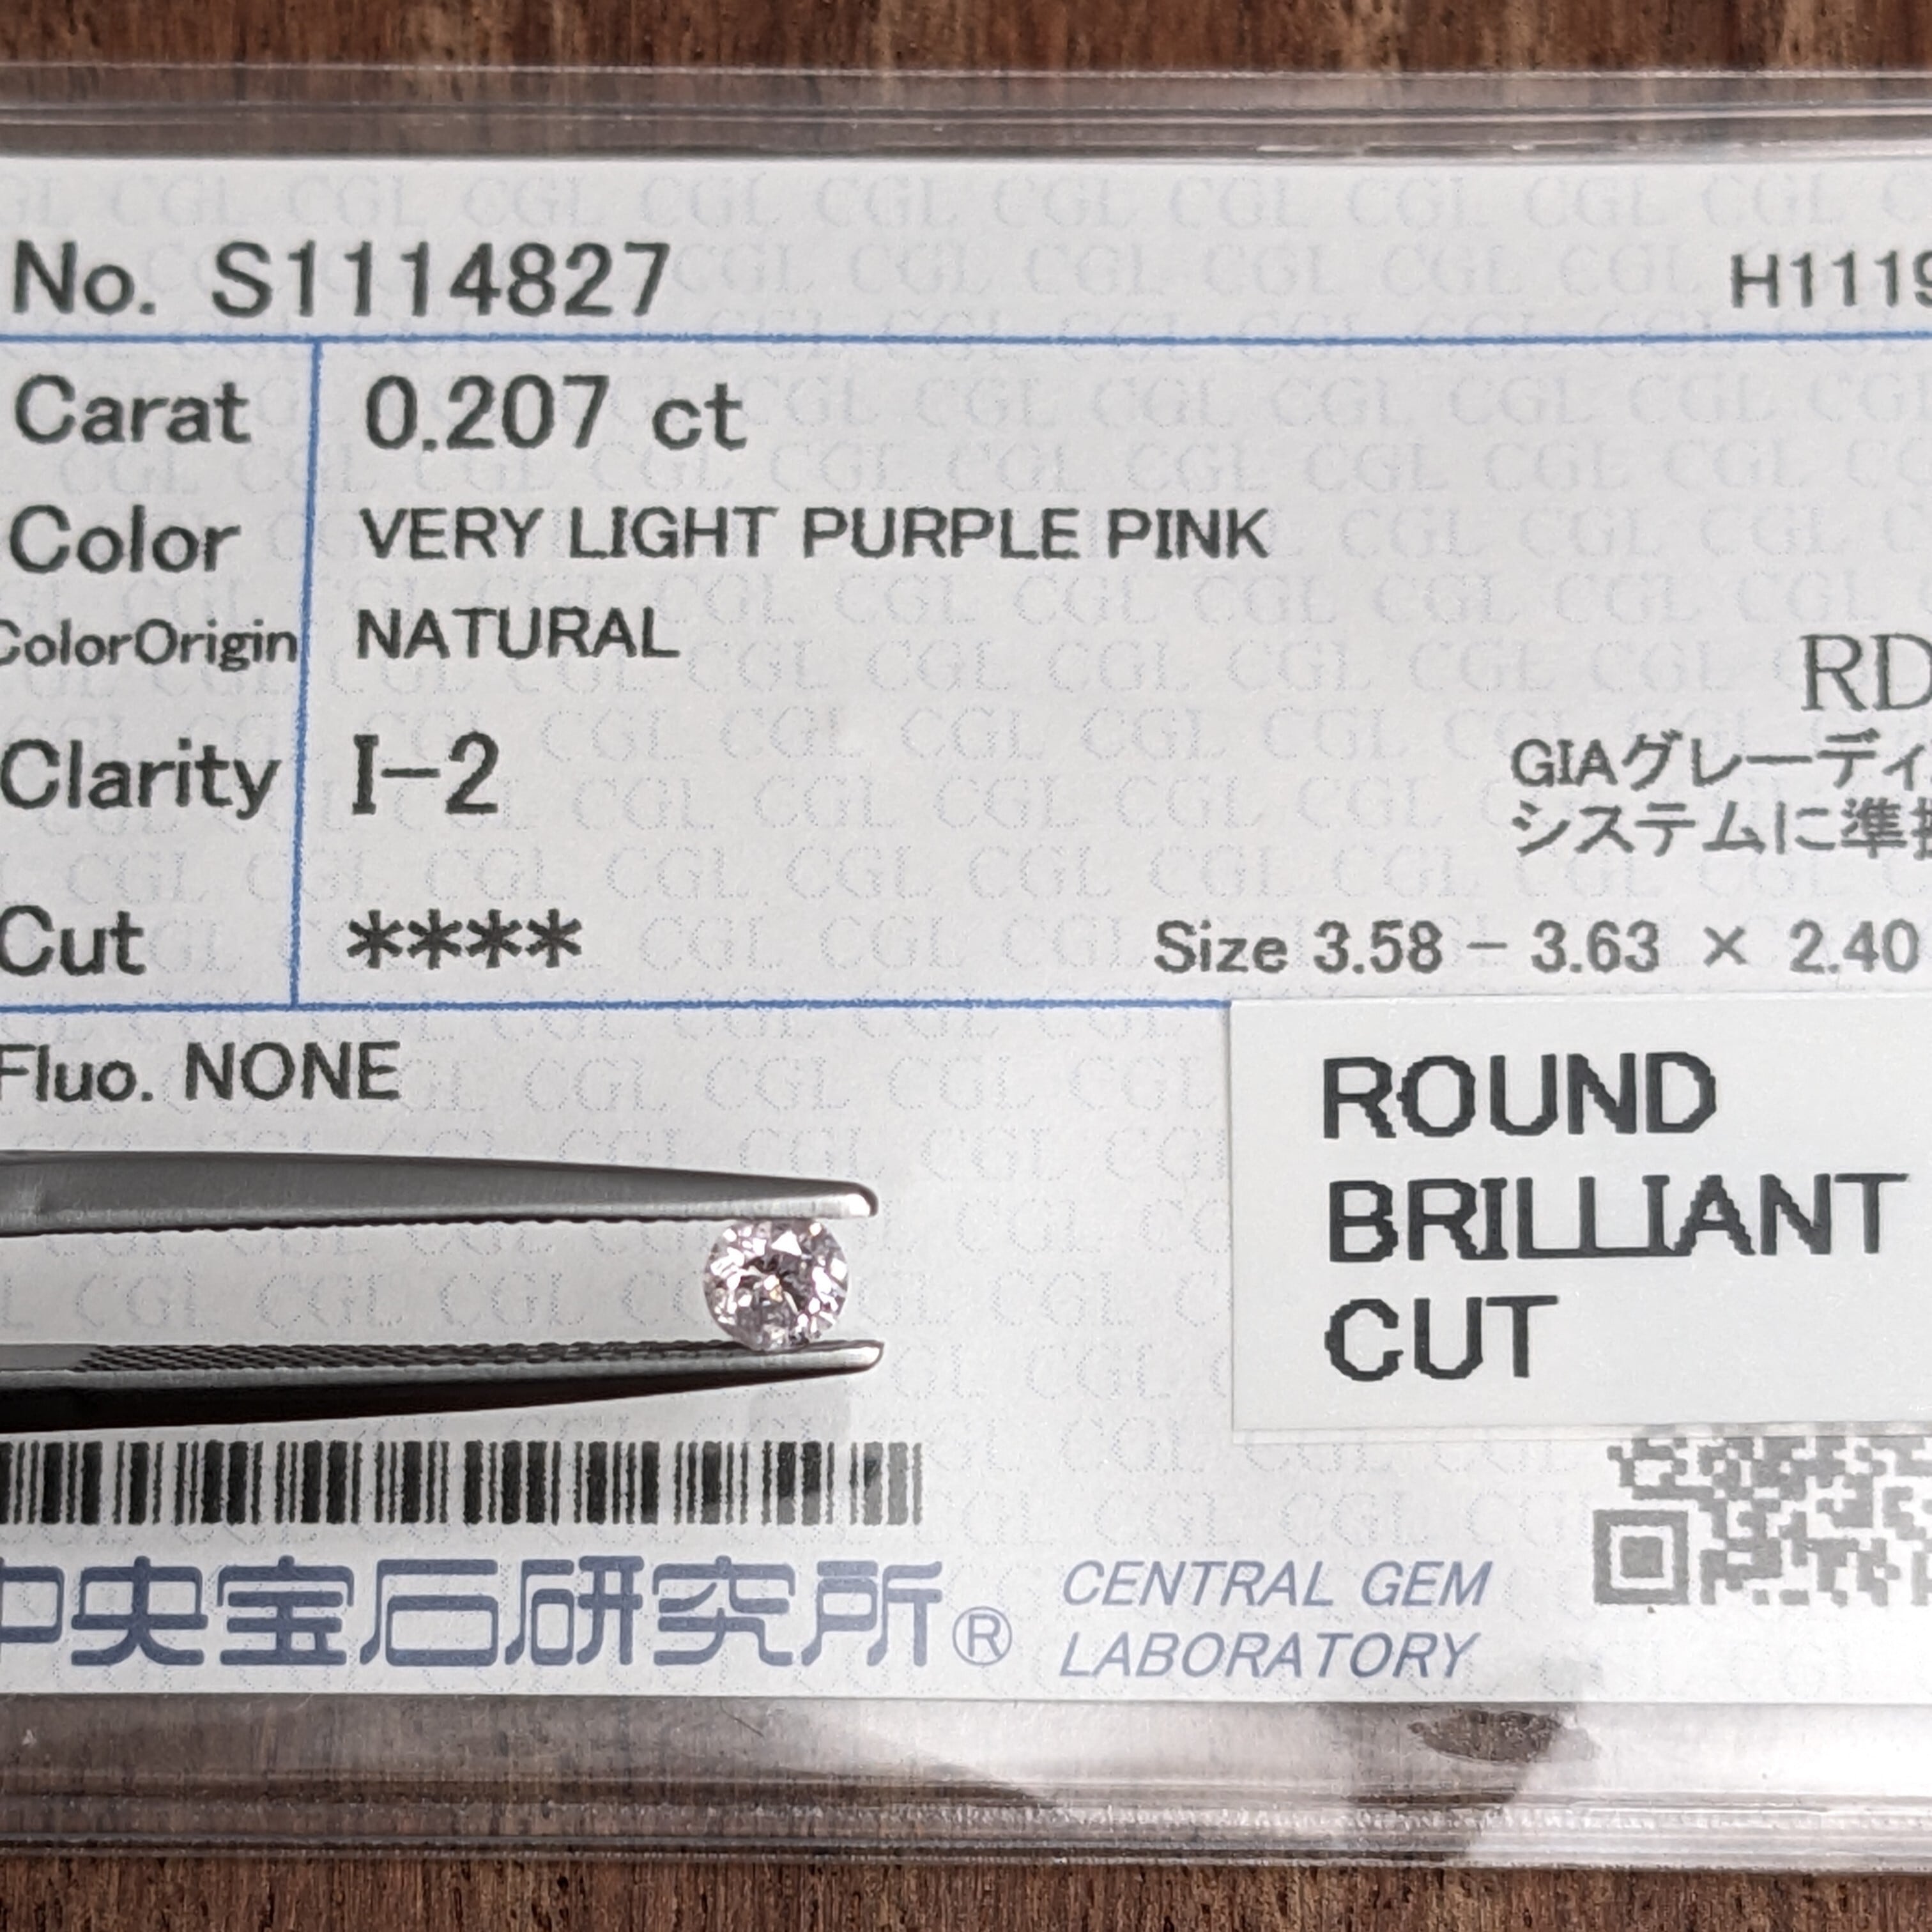 No. S1114827
H1119
Carat 0.207 ct
Color VERY LIGHT PURPLE PINK
ColorOrigin NATURAL
RD
Clarity I-2
GIAグレーディ
システムに準拠
Cut ****
Size 3.58 - 3.63 × 2.40
Fluo. NONE
ROUND
BRILLIANT
CUT
中央宝石研究所®
CENTRAL GEM
LABORATORY